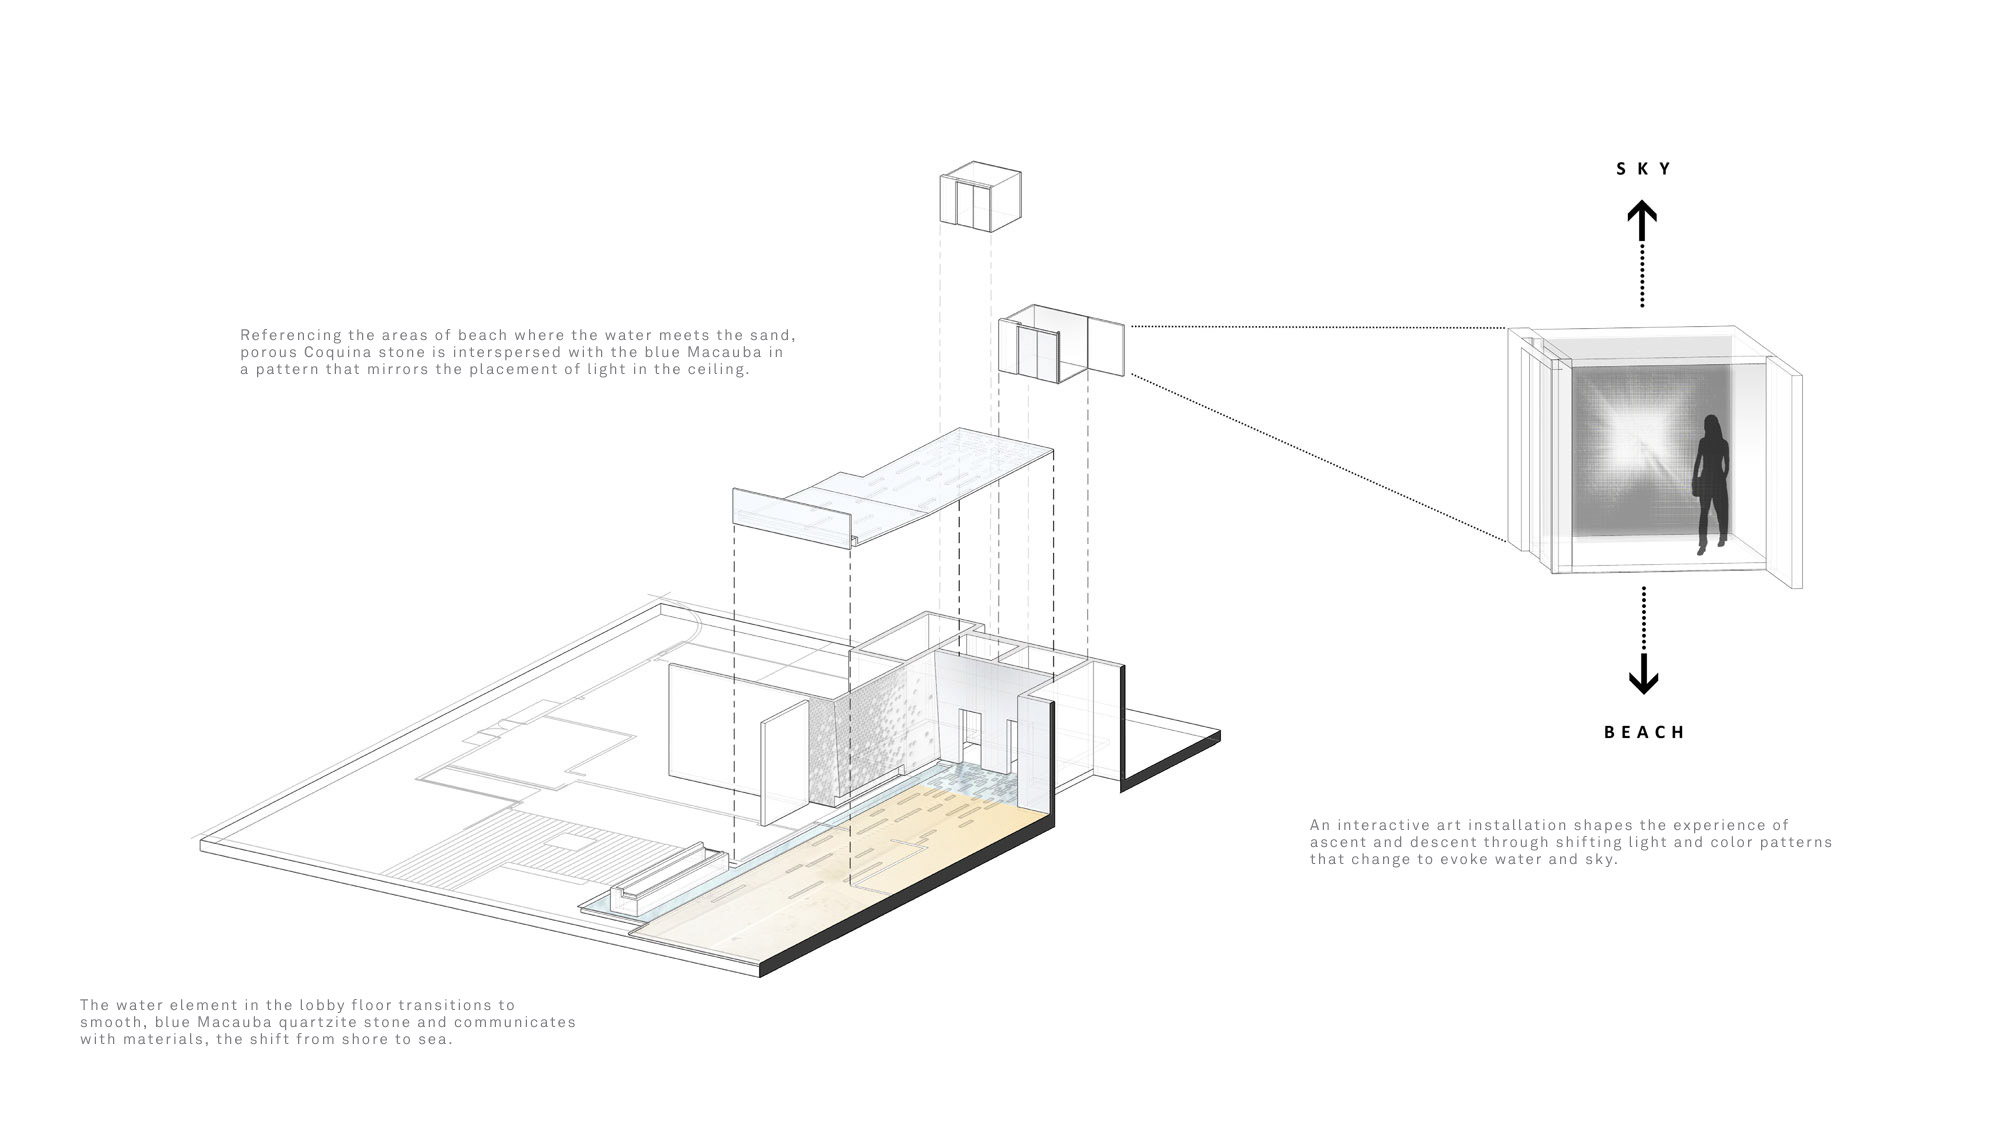 SKY
Referencing the areas of beach where the water meets the sand,
porous Coquina stone is interspersed with the blue Macauba in
a pattern that mirrors the placement of light in the ceiling.
BEACH
An interactive art installation shapes the experience of
ascent and descent through shifting light and color patterns
that change to evoke water and sky.
The water element in the lobby floor transitions to
smooth, blue Macauba quartzite stone and communicates
with materials, the shift from shore to sea.